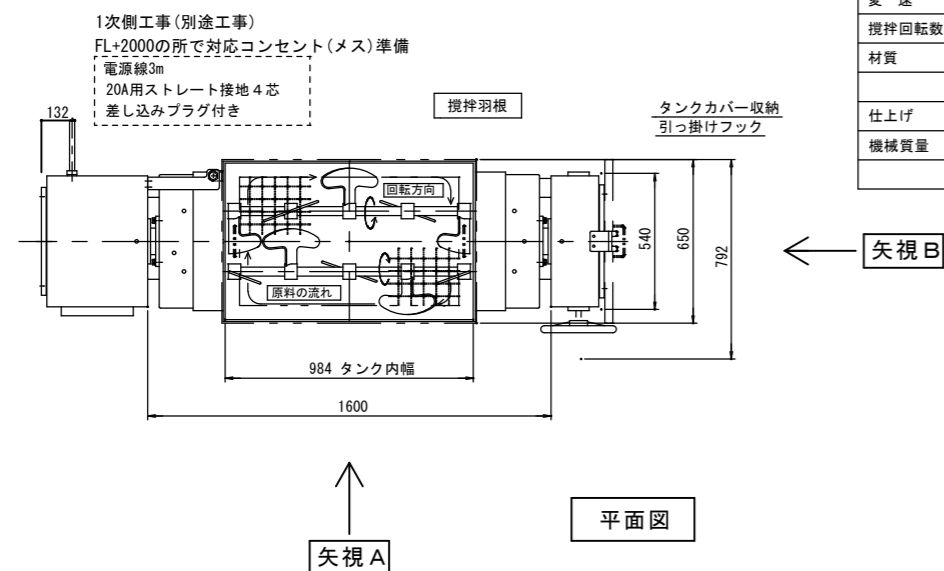 1次側工事(別途工事)
FL+2000の所で対応コンセント(メス)準備
電源線3m
20A用ストレート接地4芯
差し込みプラグ付き
132
撹拌羽根
タンクカバー収納
引っ掛けフック
変 速
撹拌回転数
材質
仕上げ
機械質量
回転方向
原料の流れ
540
650
792
矢視B
984 タンク内幅
1600
矢視A
平面図